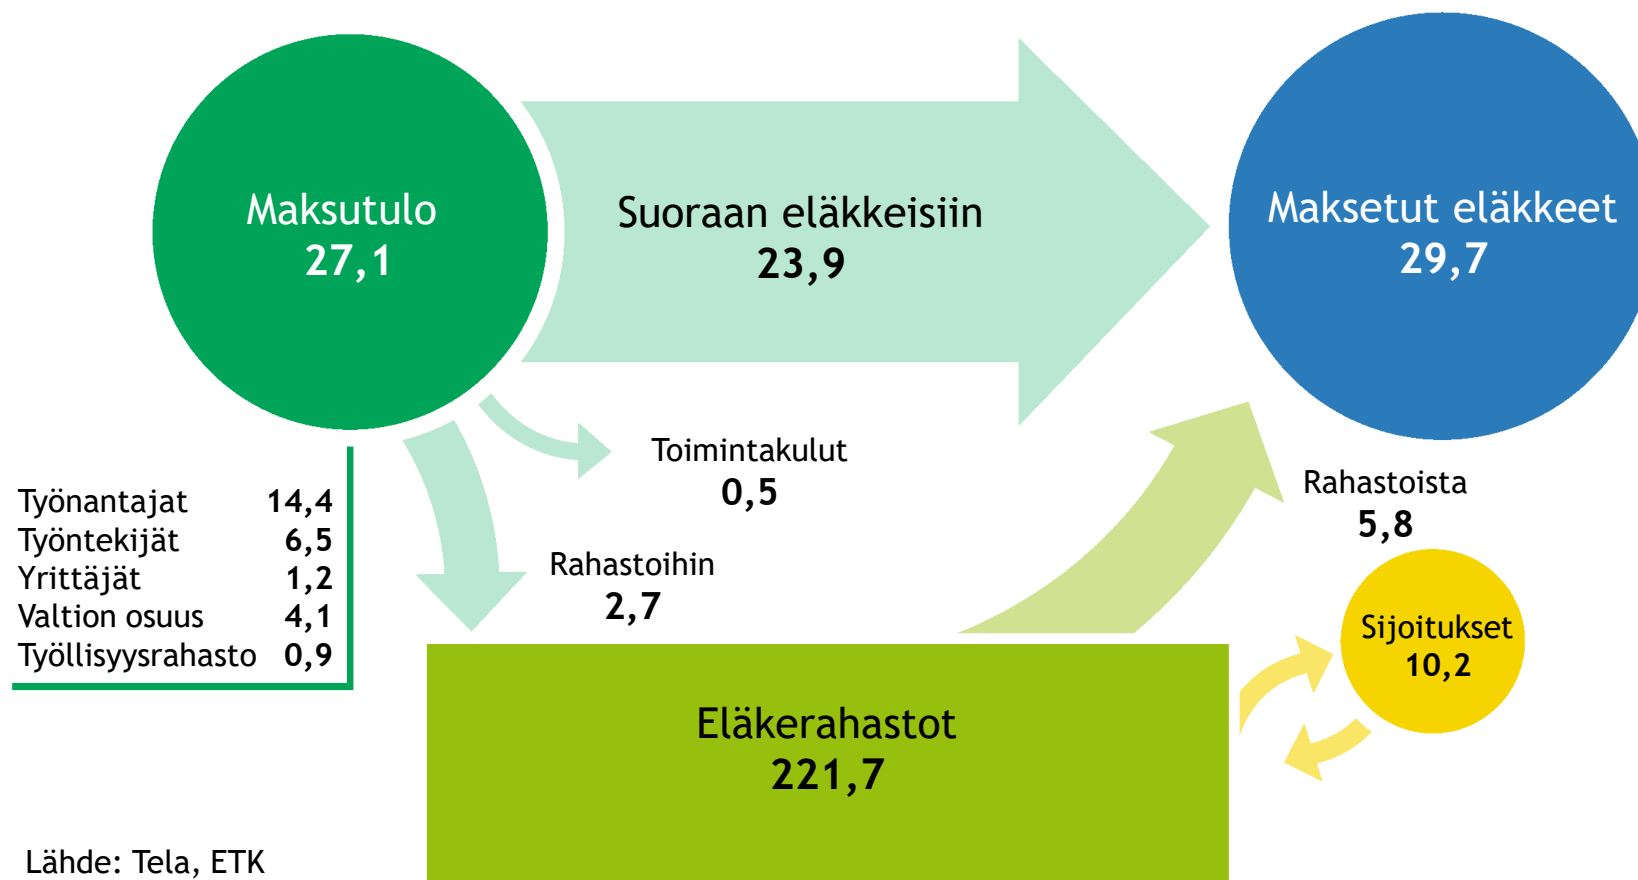 Maksutulo
27,1
Suoraan eläkkeisiin
23,9
Maksetut eläkkeet
29,7
Toimintakulut
0,5
Rahastoista
5,8
Työnantajat 14,4
Työntekijät 6,5
Yrittäjät 1,2
Valtion osuus 4,1
Työllisyysrahasto 0,9
Rahastoihin
2,7
Sijoitukset
10,2
Eläkerahastot
221,7
Lähde: Tela, ETK